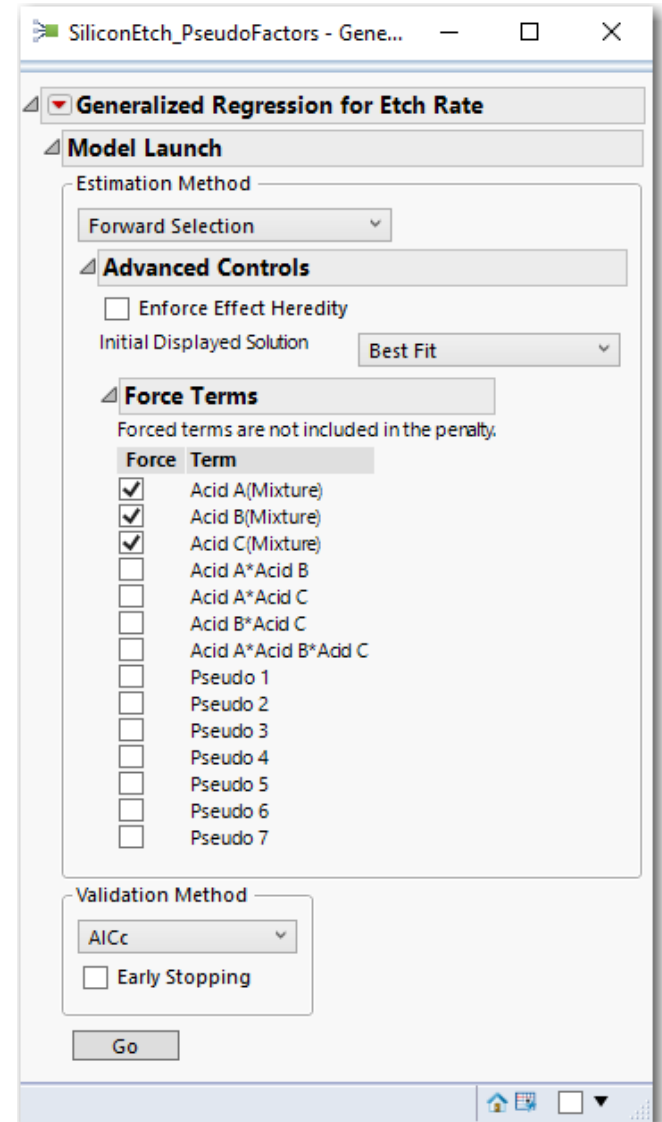 SiliconEtch_PseudoFactors - Gene...
Generalized Regression for Etch Rate
Model Launch
Estimation Method
Forward Selection
Advanced Controls
Enforce Effect Heredity
Initial Displayed Solution Best Fit
Force Terms
Forced terms are not included in the penalty.
Force Term
Acid A(Mixture)
Acid B(Mixture)
Acid C(Mixture)
Acid A*Acid B
Acid A*Acid C
Acid B*Acid C
Acid A*Acid B*Acid C
Pseudo 1
Pseudo 2
Pseudo 3
Pseudo 4
Pseudo 5
Pseudo 6
Pseudo 7
Validation Method
AICc
Early Stopping
Go